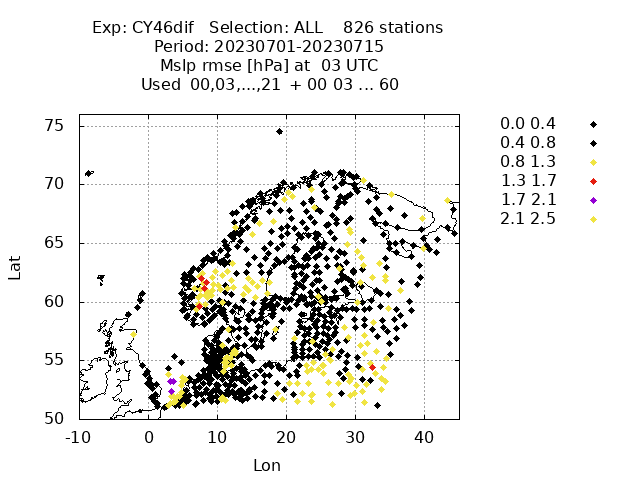 Exp: CY46dif   Selection: ALL    826 stations
Period: 20230701-20230715
Mslp rmse [hPa] at  03 UTC
Used  00,03,...,21  + 00 03 ... 60
75
70
65
60
55
50
Lat
-10 0 10 20 30 40
Lon
0.0 0.4
0.4 0.8
0.8 1.3
1.3 1.7
1.7 2.1
2.1 2.5